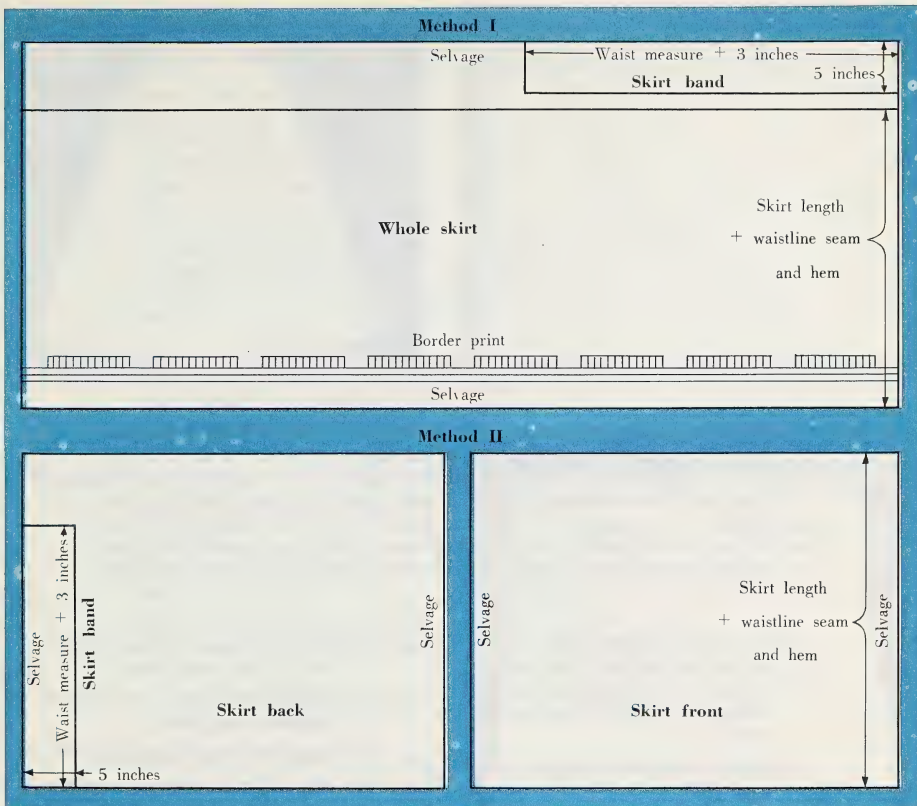 Method I
Selvage
Waist measure + 3 inches
5 inches
Skirt band
Whole skirt
Skirt length
+ waistline seam
and hem
Border print
Selvage
Method II
Selvage
Waist measure + 3 inches
Skirt band
5 inches
Skirt back
Selvage
Selvage
Skirt front
Skirt length
+ waistline seam
and hem
Selvage